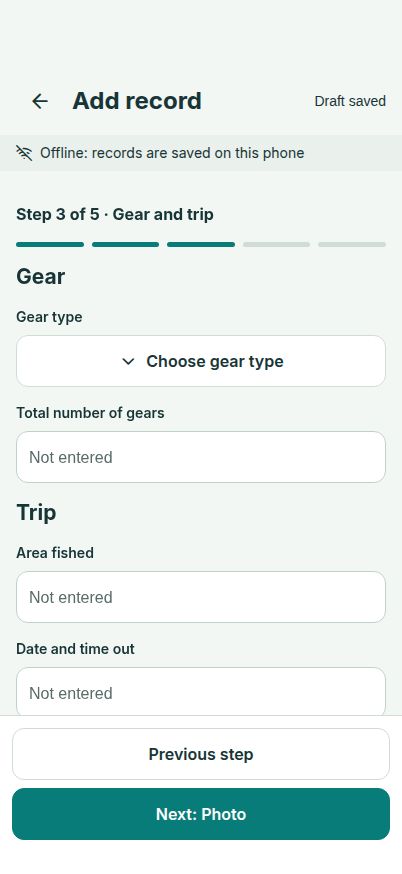 Add record
Draft saved
Offline: records are saved on this phone
Step 3 of 5 · Gear and trip
Gear
Gear type
Choose gear type
Total number of gears
Not entered
Trip
Area fished
Not entered
Date and time out
Not entered
Previous step
Next: Photo